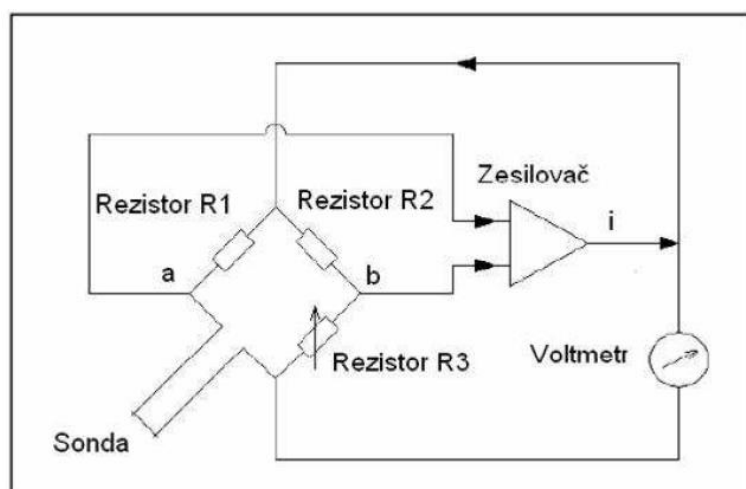 Zesilovač
Rezistor R1
Rezistor R2
i
a
b
Rezistor R3
Voltmetr
Sonda